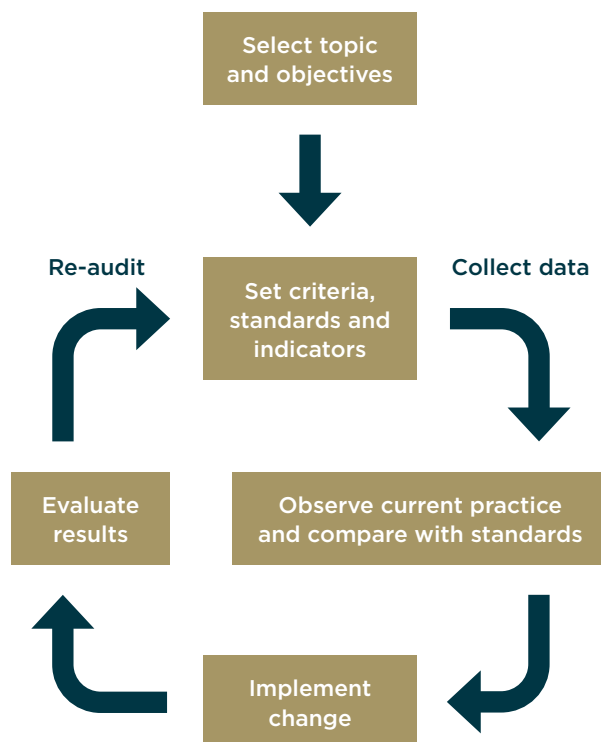 Select topic
and objectives
Re-audit
Collect data
Set criteria,
standards and
indicators
Evaluate
results
Observe current practice
and compare with standards
Implement
change